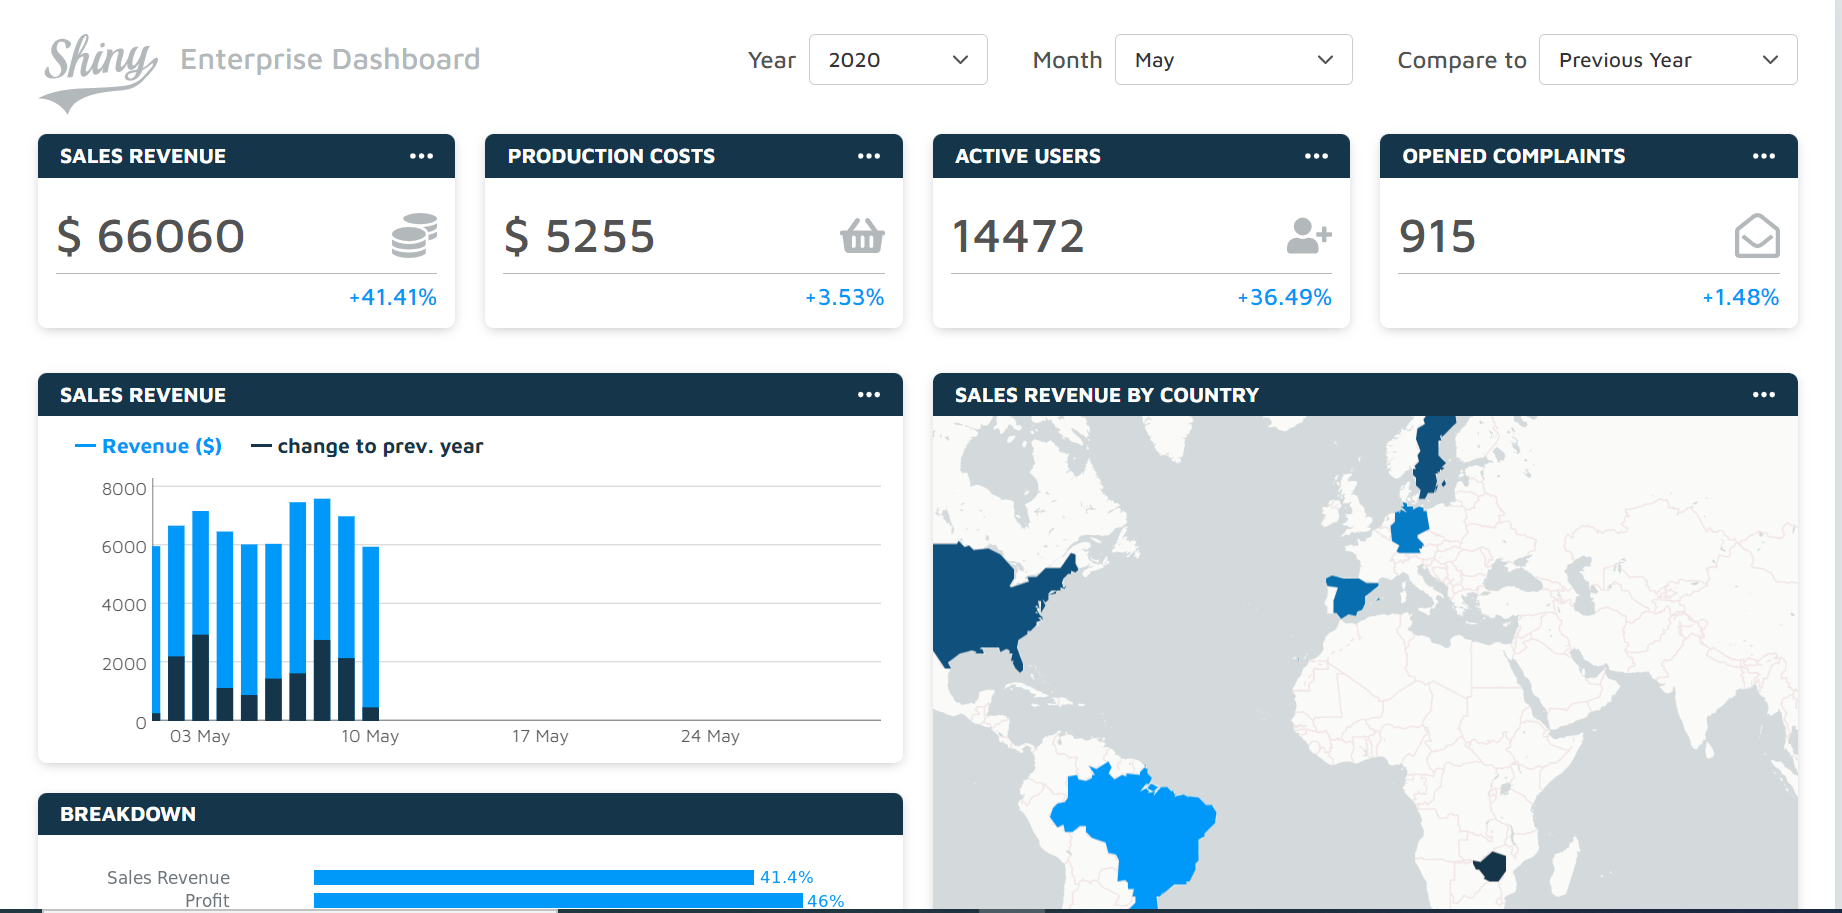 Shiny Enterprise Dashboard
Year 2020 Month May Compare to Previous Year
SALES REVENUE
$ 66060
+41.41%
PRODUCTION COSTS
$ 5255
+3.53%
ACTIVE USERS
14472
+36.49%
OPENED COMPLAINTS
915
+1.48%
SALES REVENUE
Revenue ($) change to prev. year
8000
6000
4000
2000
0
03 May 10 May 17 May 24 May
BREAKDOWN
Sales Revenue 41.4%
Profit 46%
SALES REVENUE BY COUNTRY